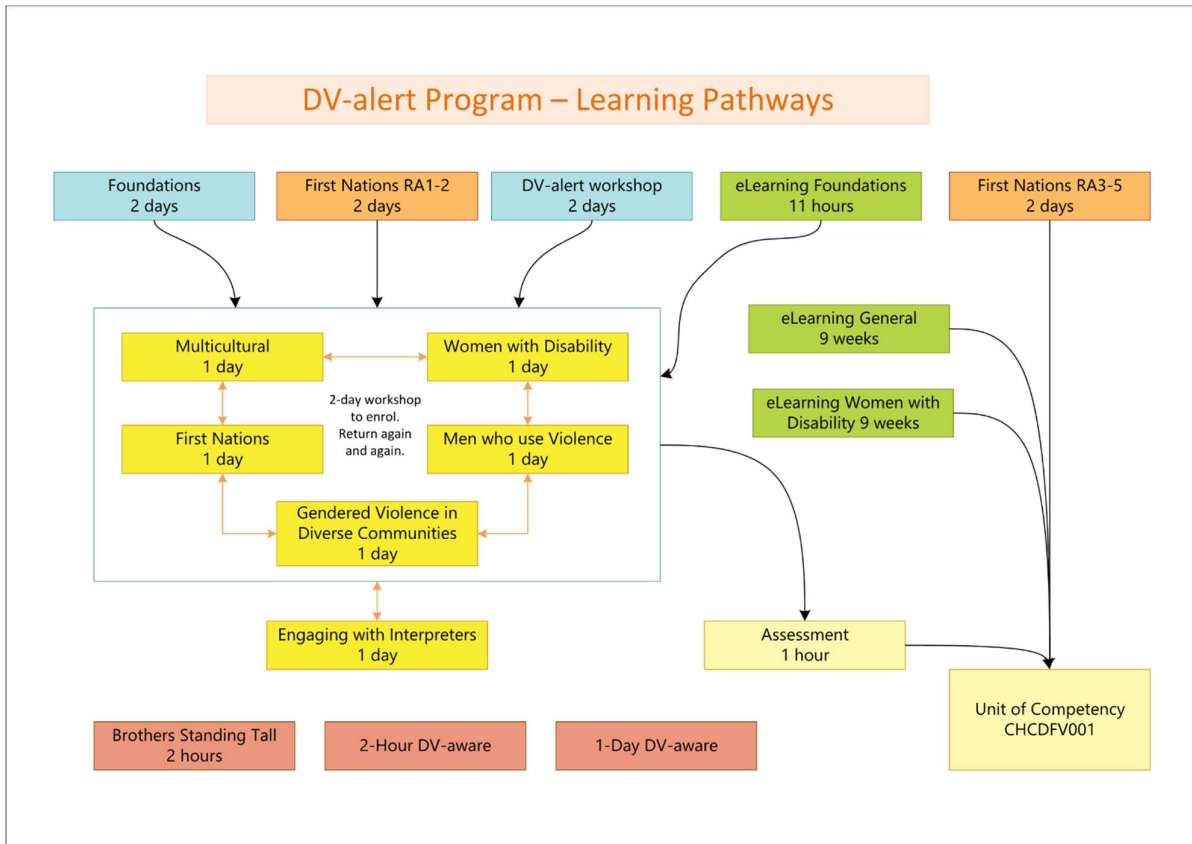 DV-alert Program – Learning Pathways
Foundations
2 days
First Nations RA1-2
2 days
DV-alert workshop
2 days
eLearning Foundations
11 hours
First Nations RA3-5
2 days
Multicultural
1 day
Women with Disability
1 day
eLearning General
9 weeks
2-day workshop
to enrol.
Return again
and again.
eLearning Women with
Disability 9 weeks
First Nations
1 day
Men who use Violence
1 day
Gendered Violence in
Diverse Communities
1 day
Engaging with Interpreters
1 day
Assessment
1 hour
Unit of Competency
CHCDFV001
Brothers Standing Tall
2 hours
2-Hour DV-aware
1-Day DV-aware